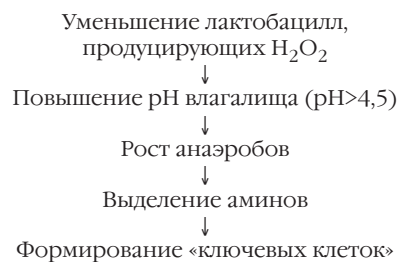 Уменьшение лактобацилл,
продуцирующих H₂O₂
↓
Повышение pH влагалища (pH>4,5)
↓
Рост анаэробов
↓
Выделение аминов
↓
Формирование «ключевых клеток»